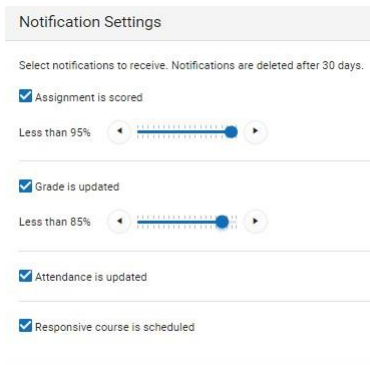 Notification Settings
Select notifications to receive. Notifications are deleted after 30 days.
Assignment is scored
Less than 95%
Grade is updated
Less than 85%
Attendance is updated
Responsive course is scheduled